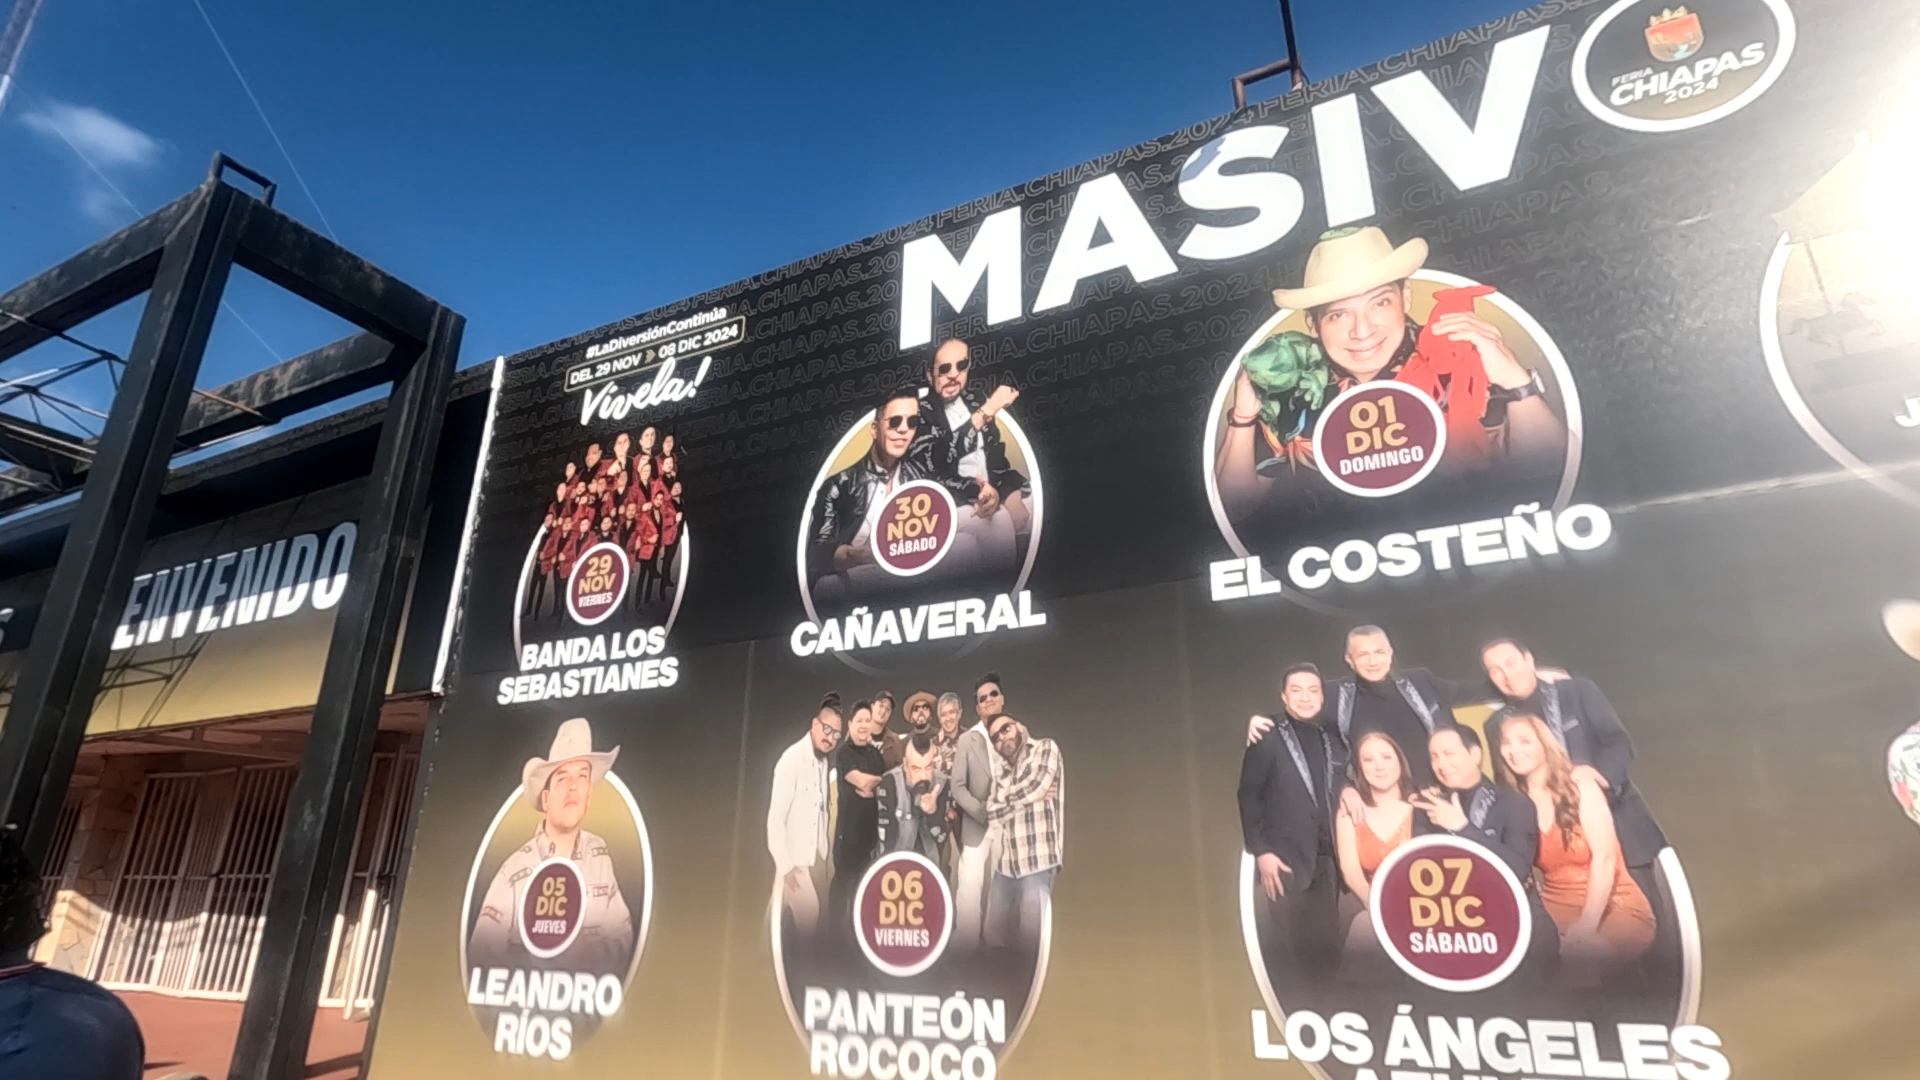 MASIV
FERIA
CHIAPAS
2024
#LaDiversiónContinúa
DEL 29 NOV » 08 DIC 2024
Vívela!
ENVENIDO
29
NOV
VIERNES
BANDA LOS
SEBASTIANES
30
NOV
SÁBADO
CAÑAVERAL
01
DIC
DOMINGO
EL COSTEÑO
05
DIC
JUEVES
LEANDRO
RÍOS
06
DIC
VIERNES
PANTEÓN
ROCOCÓ
07
DIC
SÁBADO
LOS ÁNGELES